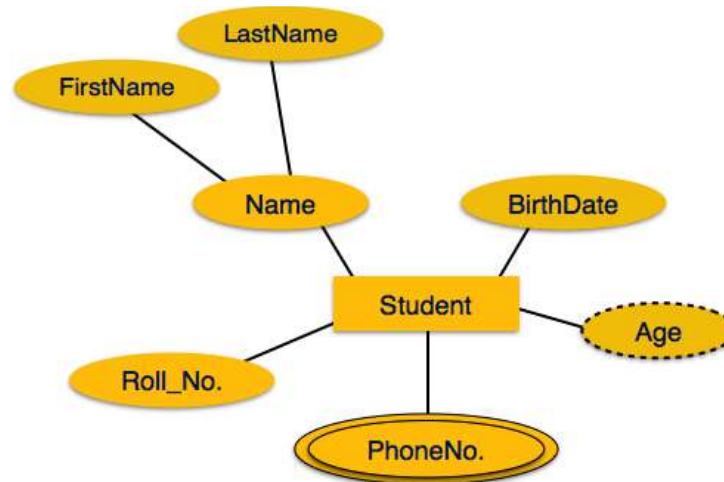 LastName
FirstName
Name
BirthDate
Student
Age
Roll_No.
PhoneNo.